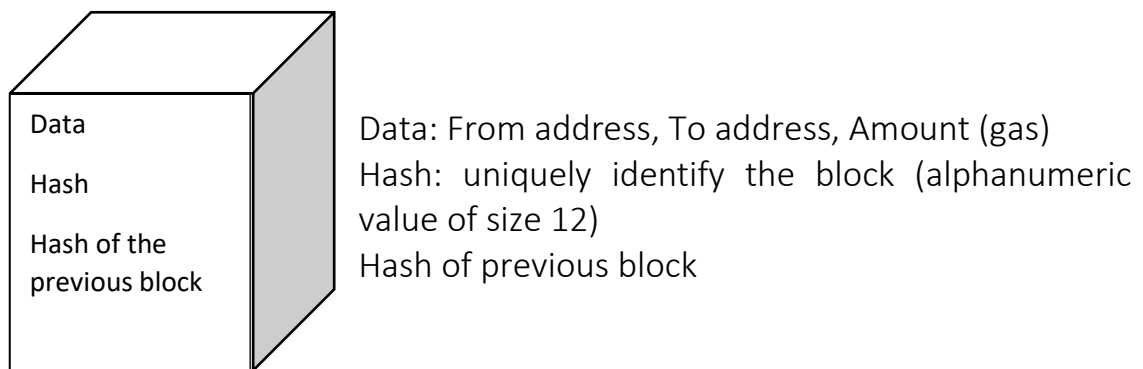 Data
Hash
Hash of the
previous block
Data: From address, To address, Amount (gas)
Hash: uniquely identify the block (alphanumeric
value of size 12)
Hash of previous block